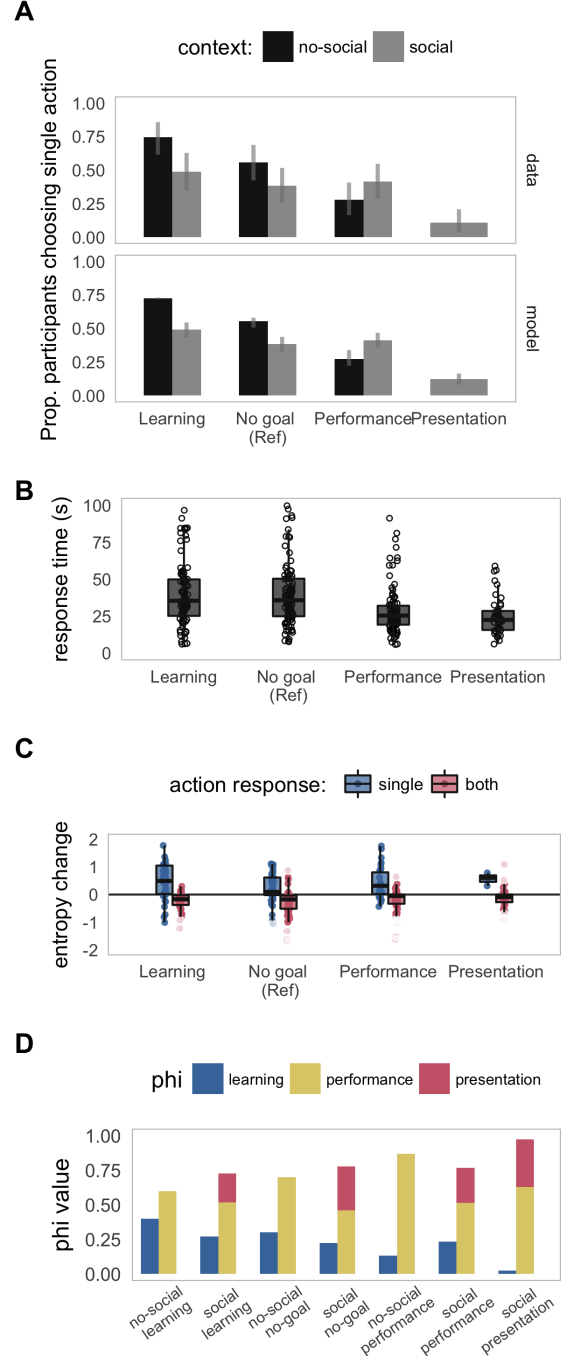 A
context: no-social social
Prop. participants choosing single action
1.00
0.75
0.50
0.25
0.00
data
1.00
0.75
0.50
0.25
0.00
model
Learning No goal (Ref) Performance Presentation
B
response time (s)
100
75
50
25
0
Learning No goal (Ref) Performance Presentation
C
action response: single both
entropy change
2
1
0
-1
-2
Learning No goal (Ref) Performance Presentation
D
phi learning performance presentation
phi value
1.00
0.75
0.50
0.25
0.00
no-social learning
social learning
no-social no-goal
social no-goal
no-social performance
social performance
social presentation